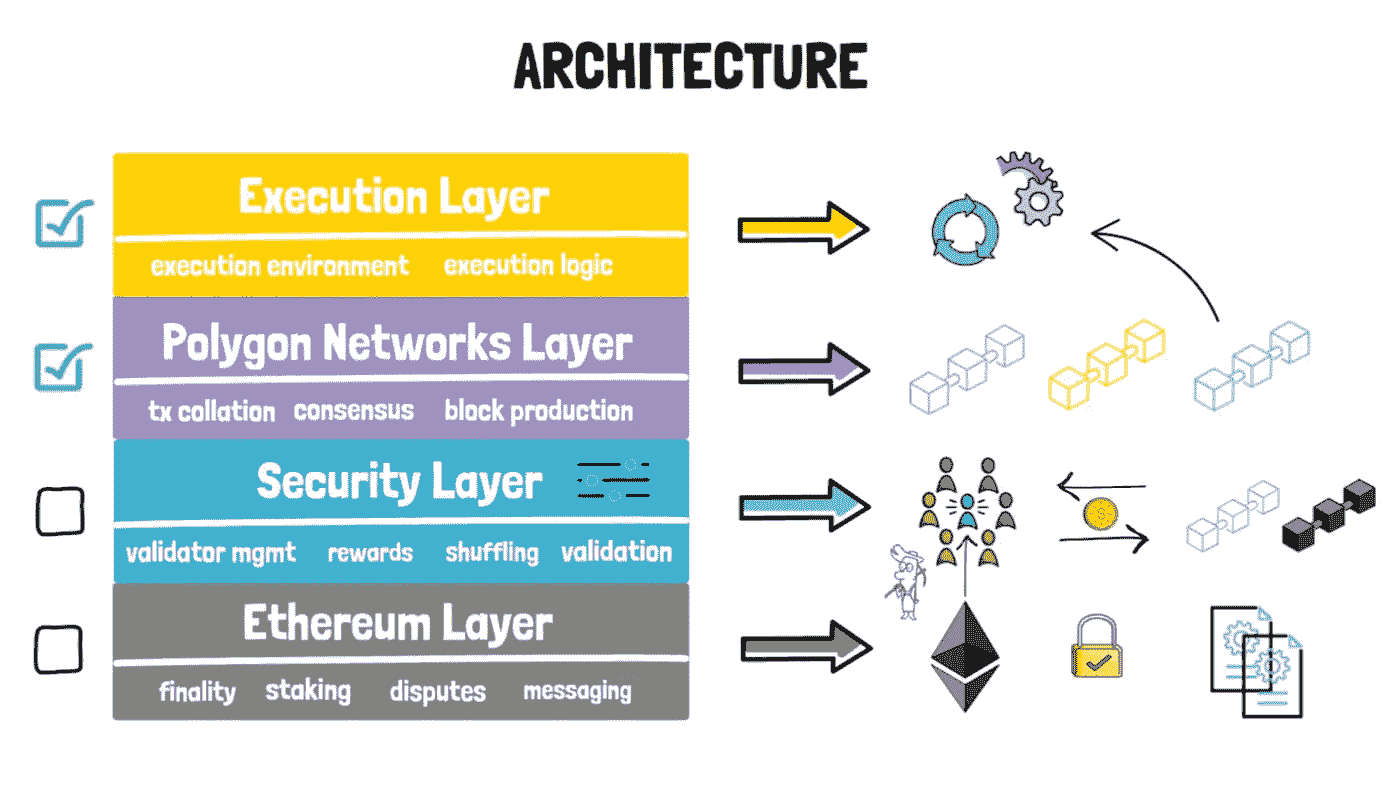 ARCHITECTURE
Execution Layer
execution environment execution logic
Polygon Networks Layer
tx collation consensus block production
Security Layer
validator mgmt rewards shuffling validation
Ethereum Layer
finality staking disputes messaging
$